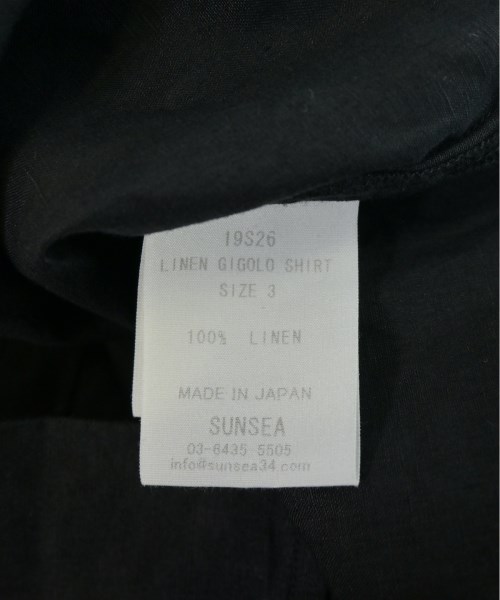 19S26
LINEN GIGOLO SHIRT
SIZE 3
100% LINEN
MADE IN JAPAN
SUNSEA
03-6435-5505
info@sunsea34.com